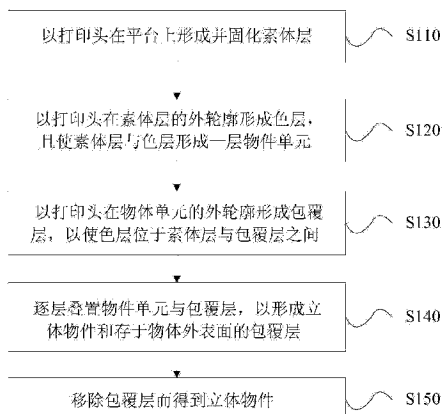 以打印头在平台上形成并固化素体层
S110
以打印头在素体层的外轮廓形成色层，
且使素体层与色层形成一层物件单元
S120
以打印头在物体单元的外轮廓形成包覆
层，以使色层位于素体层与包覆层之间
S130
逐层叠置物件单元与包覆层，以形成立
体物件和存于物体外表面的包覆层
S140
移除包覆层而得到立体物件
S150